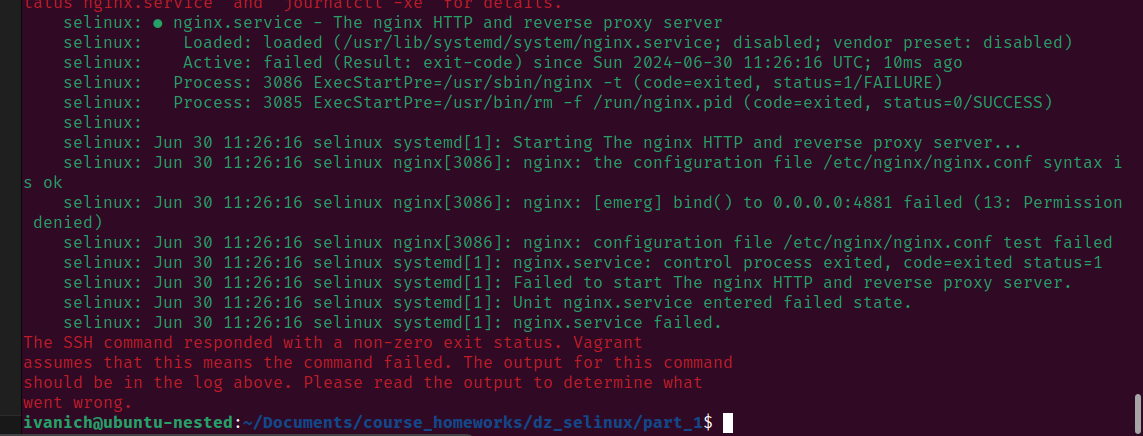 tatus nginx.service" and "journalctl -xe" for details.
selinux: ● nginx.service - The nginx HTTP and reverse proxy server
selinux:    Loaded: loaded (/usr/lib/systemd/system/nginx.service; disabled; vendor preset: disabled)
selinux:    Active: failed (Result: exit-code) since Sun 2024-06-30 11:26:16 UTC; 10ms ago
selinux:   Process: 3086 ExecStartPre=/usr/sbin/nginx -t (code=exited, status=1/FAILURE)
selinux:   Process: 3085 ExecStartPre=/usr/bin/rm -f /run/nginx.pid (code=exited, status=0/SUCCESS)
selinux:
selinux: Jun 30 11:26:16 selinux systemd[1]: Starting The nginx HTTP and reverse proxy server...
selinux: Jun 30 11:26:16 selinux nginx[3086]: nginx: the configuration file /etc/nginx/nginx.conf syntax i
s ok
selinux: Jun 30 11:26:16 selinux nginx[3086]: nginx: [emerg] bind() to 0.0.0.0:4881 failed (13: Permission
denied)
selinux: Jun 30 11:26:16 selinux nginx[3086]: nginx: configuration file /etc/nginx/nginx.conf test failed
selinux: Jun 30 11:26:16 selinux systemd[1]: nginx.service: control process exited, code=exited status=1
selinux: Jun 30 11:26:16 selinux systemd[1]: Failed to start The nginx HTTP and reverse proxy server.
selinux: Jun 30 11:26:16 selinux systemd[1]: Unit nginx.service entered failed state.
selinux: Jun 30 11:26:16 selinux systemd[1]: nginx.service failed.
The SSH command responded with a non-zero exit status. Vagrant
assumes that this means the command failed. The output for this command
should be in the log above. Please read the output to determine what
went wrong.
ivanich@ubuntu-nested:~/Documents/course_homeworks/dz_selinux/part_1$